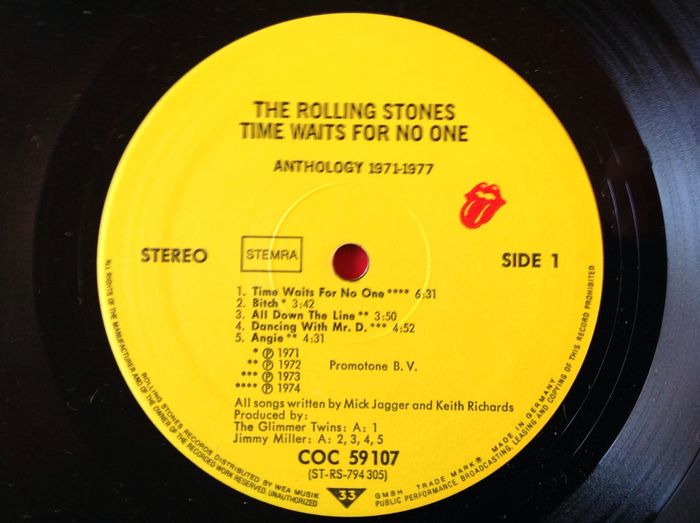 THE ROLLING STONES
TIME WAITS FOR NO ONE
ANTHOLOGY 1971-1977
STEREO
STEMRA
SIDE 1
1. Time Waits For No One **** 6:31
2. Bitch * 3:42
3. All Down The Line ** 3:50
4. Dancing With Mr. D. *** 4:52
5. Angie ** 4:31
* ℗ 1971
** ℗ 1972
*** ℗ 1973
**** ℗ 1974
Promotone B. V.
All songs written by Mick Jagger and Keith Richards
Produced by:
The Glimmer Twins: A: 1
Jimmy Miller: A: 2, 3, 4, 5
COC 59107
(ST-RS-794305)
33
ALL RIGHTS OF THE MANUFACTURER AND OF THE OWNER OF THE RECORDED WORK RESERVED. UNAUTHORIZED PUBLIC PERFORMANCE, BROADCASTING, LEASING AND COPYING OF THIS RECORD PROHIBITED
ROLLING STONES RECORDS DISTRIBUTED BY WEA MUSIK GMBH TRADE MARK® MADE IN GERMANY